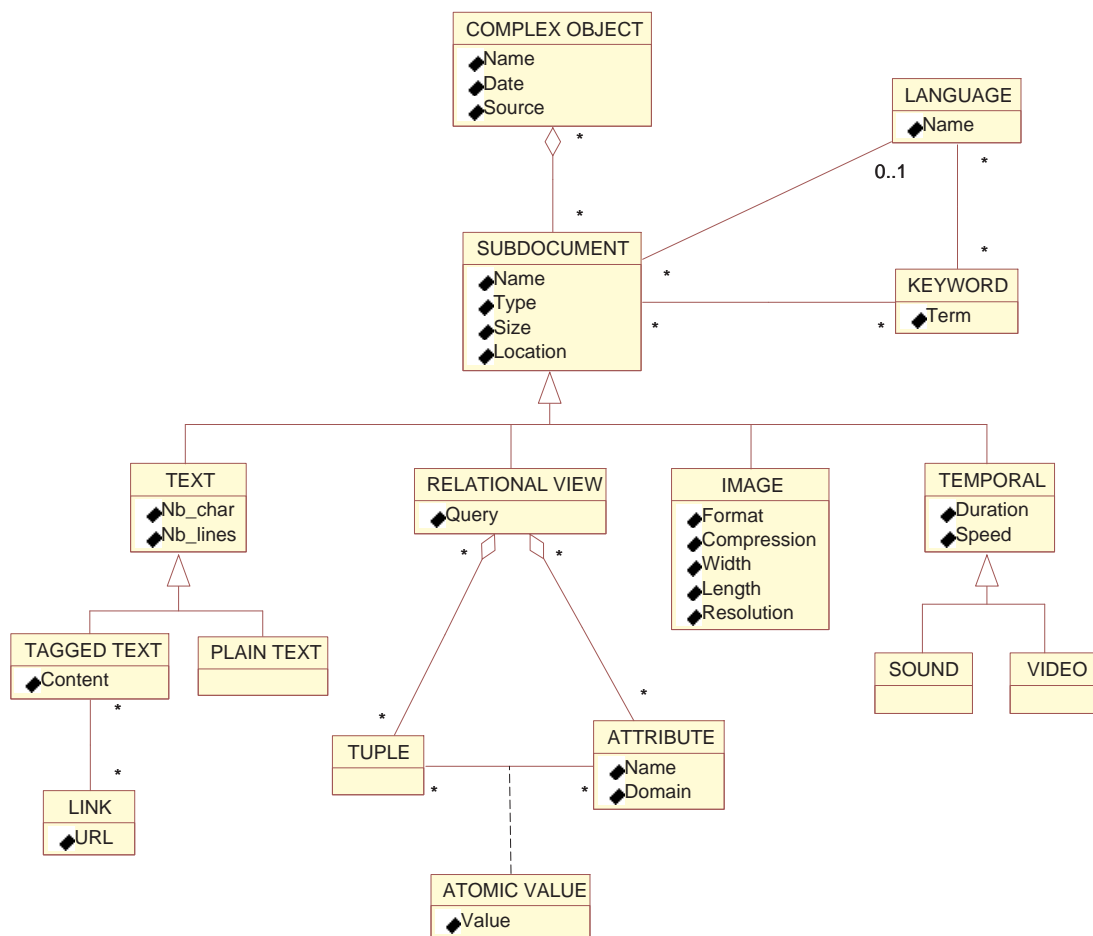 COMPLEX OBJECT
Name
Date
Source
*
LANGUAGE
Name
*
0..1
*
SUBDOCUMENT
Name
Type
Size
Location
*
*
*
*
KEYWORD
Term
TEXT
Nb_char
Nb_lines
RELATIONAL VIEW
Query
*
*
IMAGE
Format
Compression
Width
Length
Resolution
TEMPORAL
Duration
Speed
TAGGED TEXT
Content
*
PLAIN TEXT
SOUND
VIDEO
*
*
TUPLE
*
*
ATTRIBUTE
Name
Domain
*
LINK
URL
ATOMIC VALUE
Value